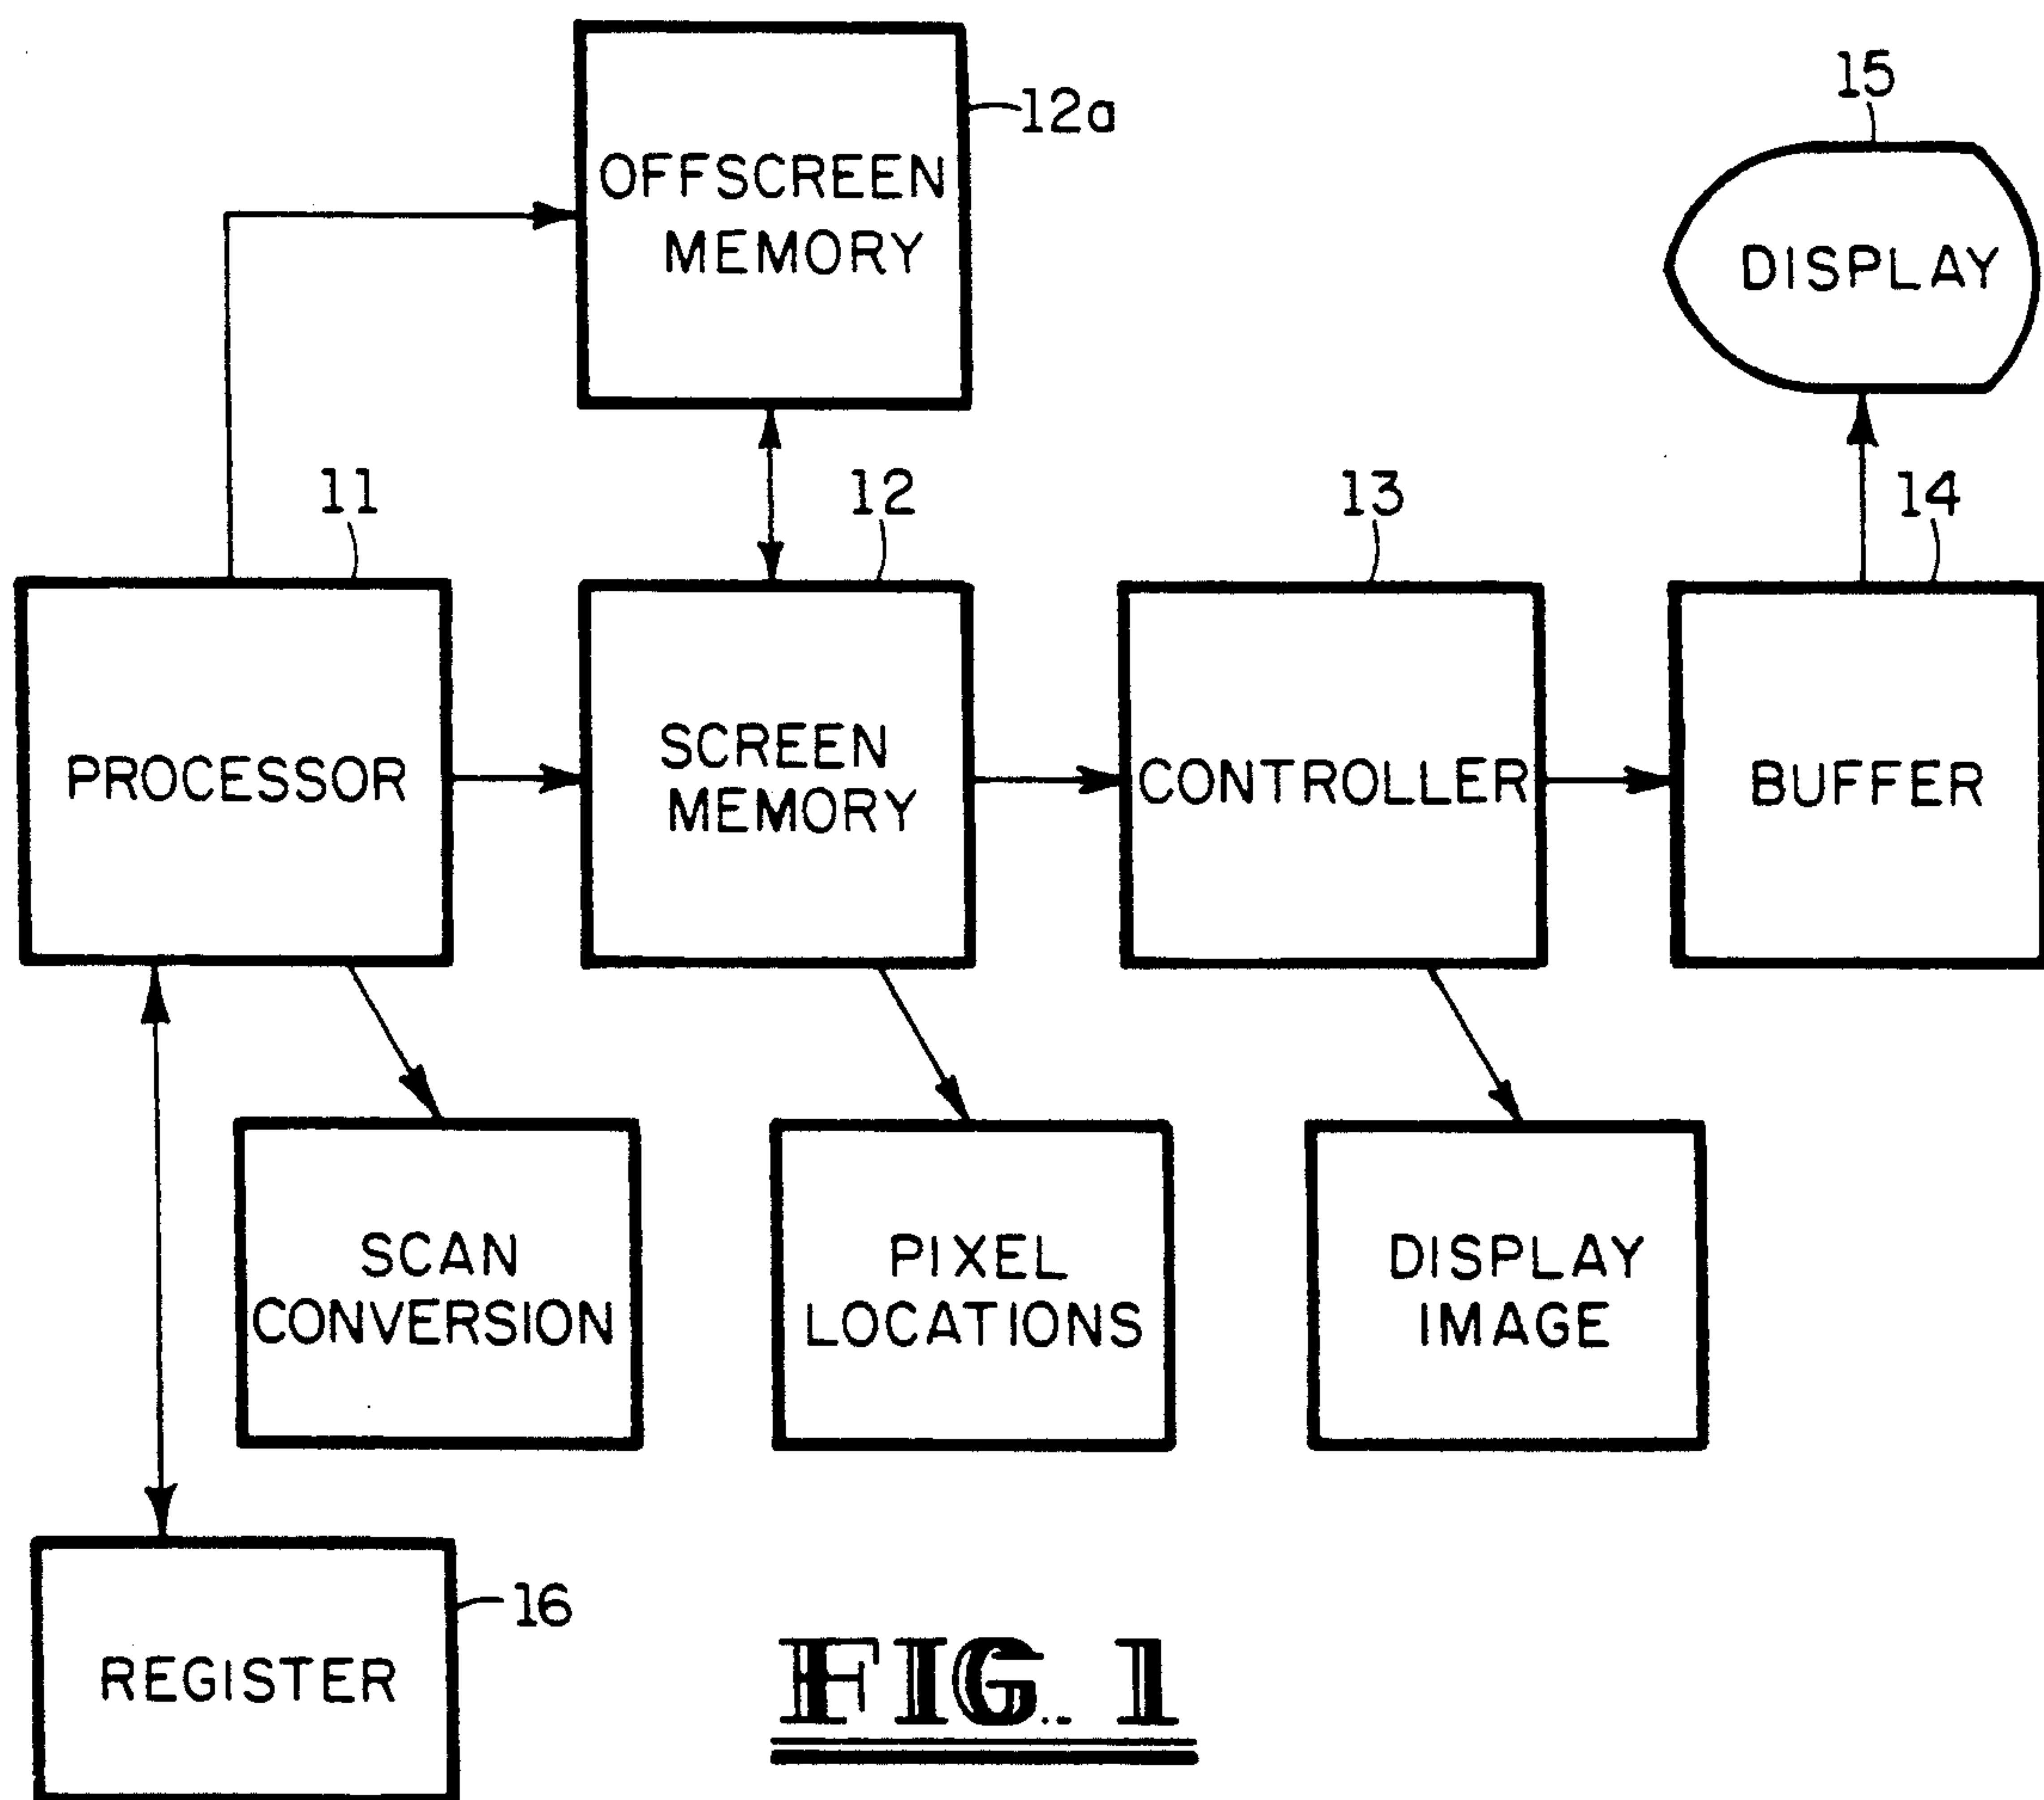 15
12a
OFFSCREEN
MEMORY
DISPLAY
11
12
13
14
PROCESSOR
SCREEN
MEMORY
CONTROLLER
BUFFER
SCAN
CONVERSION
PIXEL
LOCATIONS
DISPLAY
IMAGE
16
REGISTER
FIG. 1